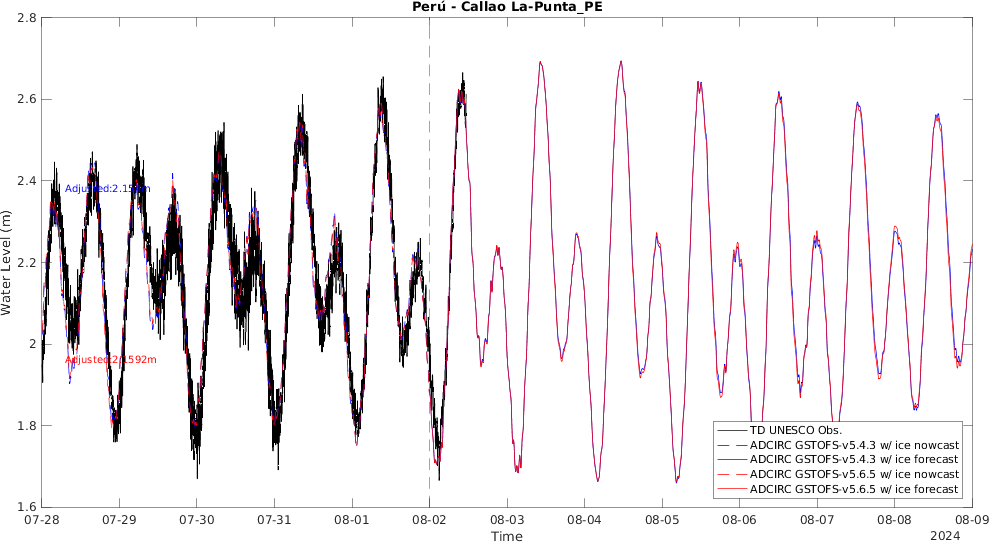 Perú - Callao La-Punta_PE
2.8
2.6
2.4
2.2
2
1.8
1.6
Water Level (m)
Adjusted:2/1592m
TD UNESCO Obs.
ADCIRC GSTOFS-v5.4.3 w/ ice nowcast
ADCIRC GSTOFS-v5.4.3 w/ ice forecast
ADCIRC GSTOFS-v5.6.5 w/ ice nowcast
ADCIRC GSTOFS-v5.6.5 w/ ice forecast
07-28
07-29
07-30
07-31
08-01
08-02
08-03
08-04
08-05
08-06
08-07
08-08
08-09
Time
2024